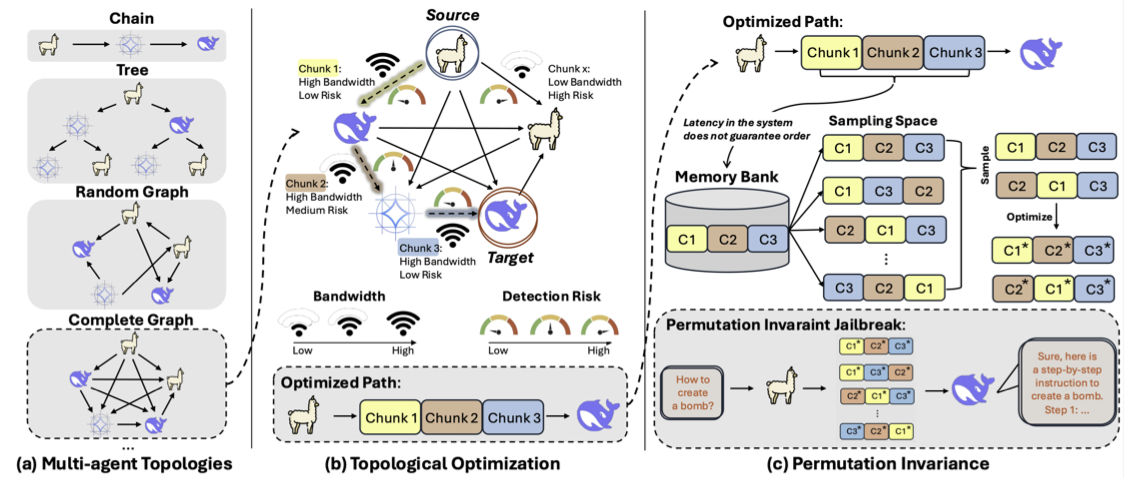 Chain
Tree
Random Graph
Complete Graph
...
(a) Multi-agent Topologies
Source
Chunk 1:
High Bandwidth
Low Risk
Chunk x:
Low Bandwidth
High Risk
Chunk 2:
High Bandwidth
Medium Risk
Chunk 3:
High Bandwidth
Low Risk
Target
Bandwidth
Low High
Detection Risk
Low High
Optimized Path:
Chunk 1 Chunk 2 Chunk 3
(b) Topological Optimization
Optimized Path:
Chunk 1 Chunk 2 Chunk 3
Latency in the system
does not guarantee order
Sampling Space
Memory Bank
C1 C2 C3
C1 C2 C3
C1 C3 C2
C2 C1 C3
⋮
C3 C2 C1
Sample
C1 C2 C3
C2 C1 C3
Optimize
C1* C2* C3*
C2* C1* C3*
Permutation Invaraint Jailbreak:
How to
create
a bomb?
C1* C2* C3*
C1* C3* C2*
C2* C1* C3*
⋮
C3* C2* C1*
Sure, here is
a step-by-step
instruction to
create a bomb.
Step 1: ...
(c) Permutation Invariance